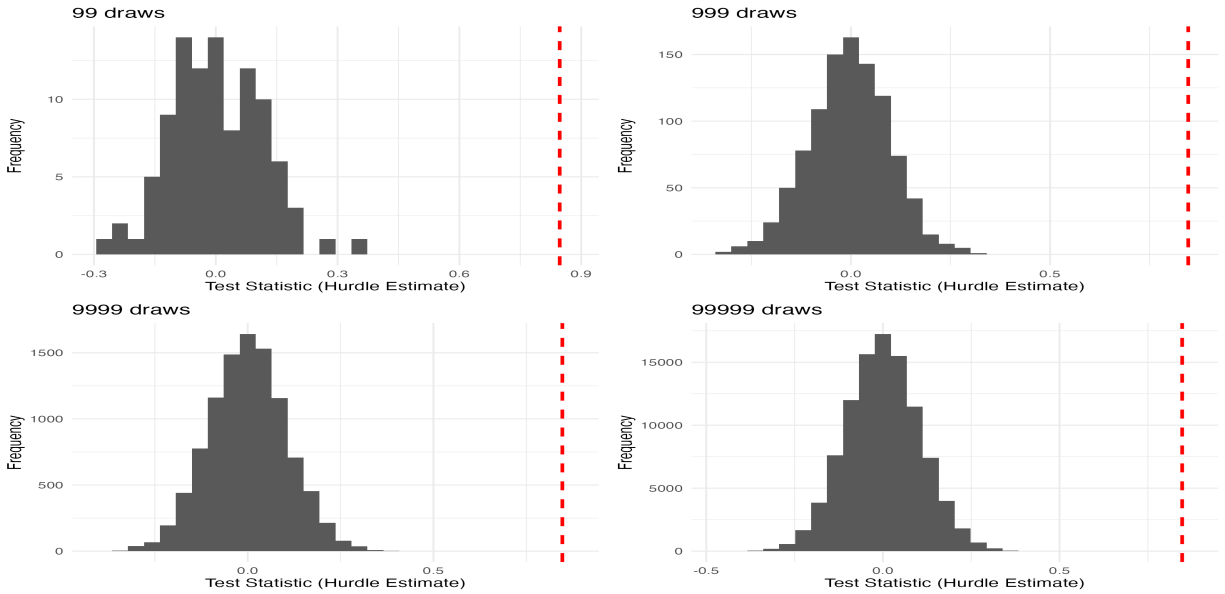 99 draws
Frequency
10
5
0
-0.3 0.0 0.3 0.6 0.9
Test Statistic (Hurdle Estimate)
999 draws
Frequency
150
100
50
0
0.0 0.5
Test Statistic (Hurdle Estimate)
9999 draws
Frequency
1500
1000
500
0
0.0 0.5
Test Statistic (Hurdle Estimate)
99999 draws
Frequency
15000
10000
5000
0
-0.5 0.0 0.5
Test Statistic (Hurdle Estimate)